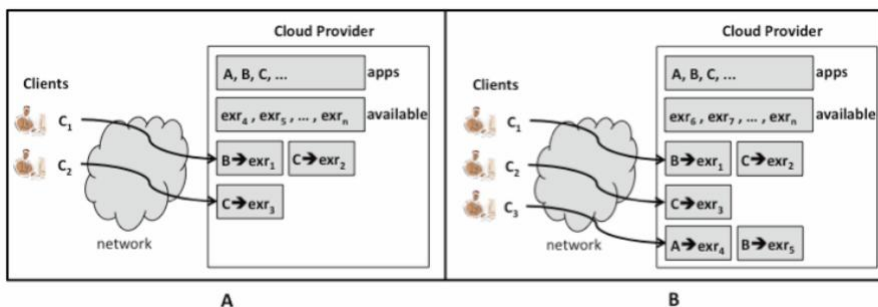 Cloud Provider
Clients
A, B, C, ... apps
exr₄ , exr₅ , ... , exrₙ available
C₁
B➔exr₁ C➔exr₂
C₂
C➔exr₃
network
A
Cloud Provider
Clients
A, B, C, ... apps
exr₆ , exr₇ , ... , exrₙ available
C₁
B➔exr₁ C➔exr₂
C₂
C➔exr₃
C₃
A➔exr₄ B➔exr₅
network
B